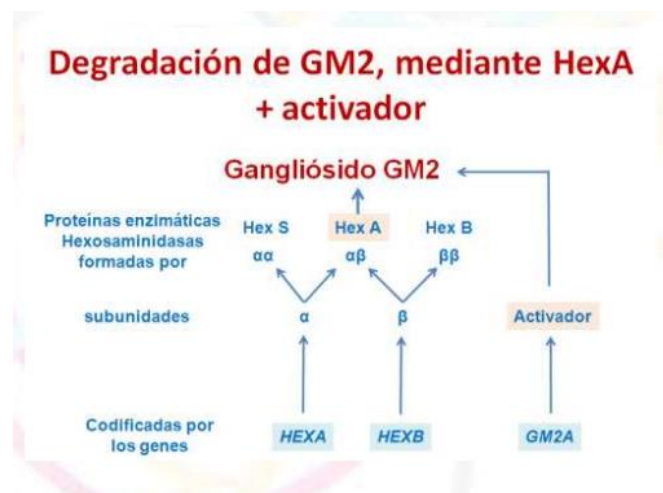 Degradación de GM2, mediante HexA
+ activador
Gangliósido GM2
Proteínas enzimáticas
Hexosaminidasas
formadas por
Hex S Hex A Hex B
αα αβ ββ
subunidades α β Activador
Codificadas por
los genes
HEXA HEXB GM2A